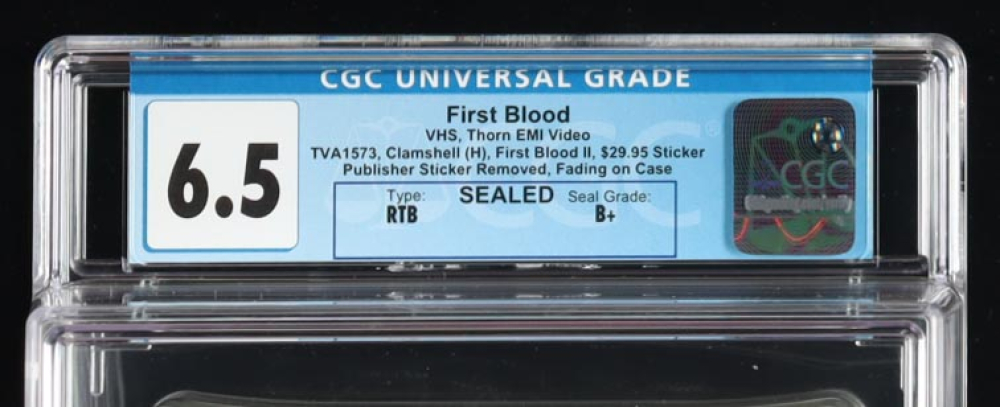 CGC UNIVERSAL GRADE
6.5
First Blood
VHS, Thorn EMI Video
TVA1573, Clamshell (H), First Blood II, $29.95 Sticker
Publisher Sticker Removed, Fading on Case
Type: SEALED Seal Grade:
RTB B+
CGC